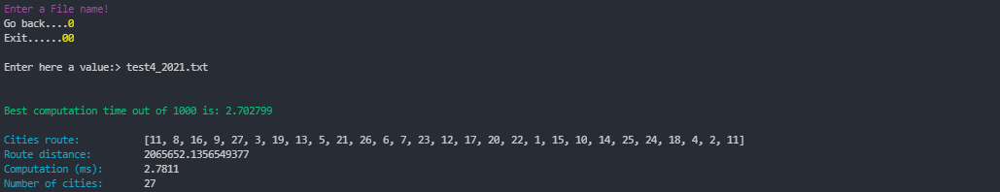 Enter a File name!
Go back....0
Exit......00
Enter here a value:> test4_2021.txt
Best computation time out of 1000 is: 2.702799
Cities route: [11, 8, 16, 9, 27, 3, 19, 13, 5, 21, 26, 6, 7, 23, 12, 17, 20, 22, 1, 15, 10, 14, 25, 24, 18, 4, 2, 11]
Route distance: 2065652.1356549377
Computation (ms): 2.7811
Number of cities: 27